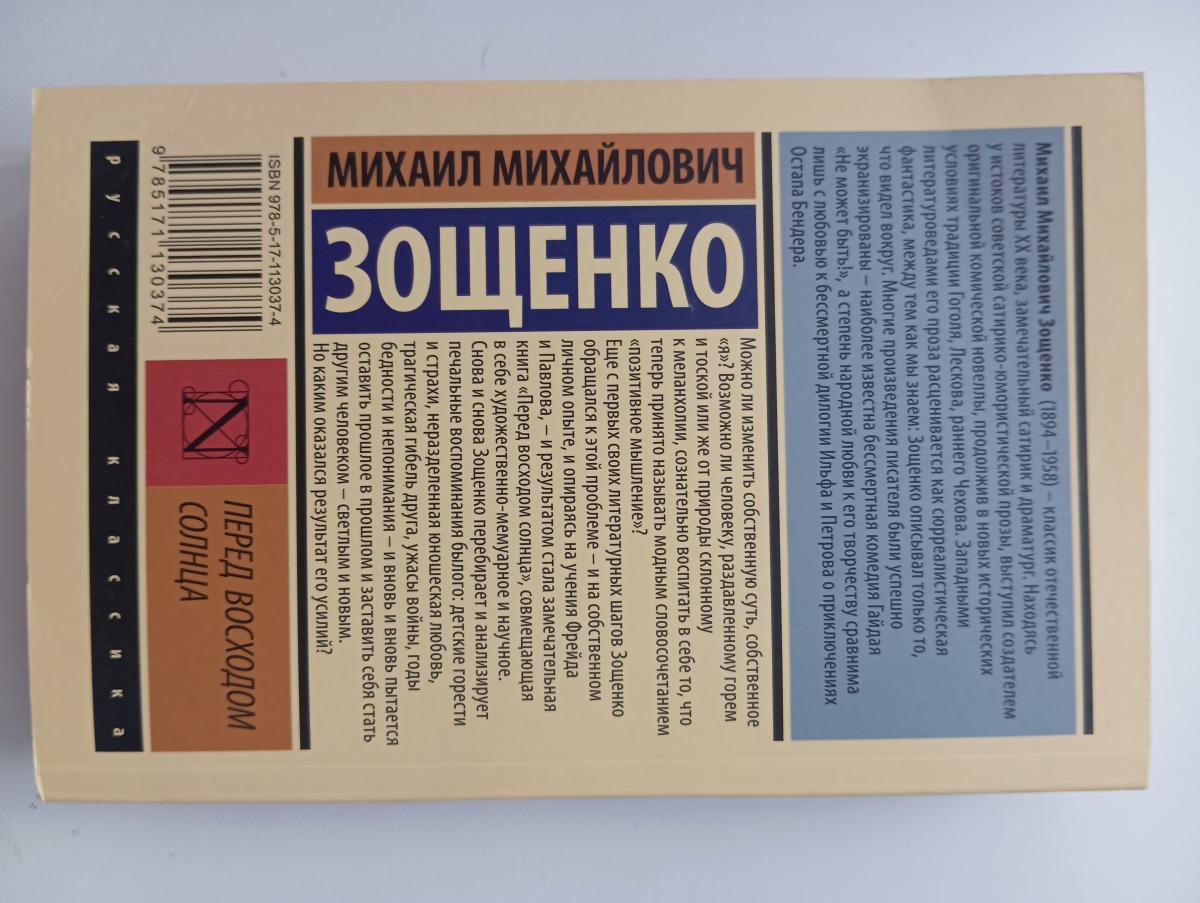 Михаил Михайлович Зощенко (1894–1958) – классик отечественной
литературы XX века, замечательный сатирик и драматург. Находясь
у истоков советской сатирико-юмористической прозы, выступил создателем
оригинальной комической новеллы, продолжив в новых исторических
условиях традиции Гоголя, Лескова, раннего Чехова. Западными
литературоведами его проза расценивается как сюрреалистическая
фантастика, между тем как мы знаем: Зощенко описывал только то,
что видел вокруг. Многие произведения писателя были успешно
экранизированы – наиболее известна бессмертная комедия Гайдая
«Не может быть!», а степень народной любви к его творчеству сравнима
лишь с любовью к бессмертной дилогии Ильфа и Петрова о приключениях
Остапа Бендера.
МИХАИЛ МИХАЙЛОВИЧ
ЗОЩЕНКО
Можно ли изменить собственную суть, собственное
«я»? Возможно ли человеку, раздавленному горем
и тоской или же от природы склонному
к меланхолии, сознательно воспитать в себе то, что
теперь принято называть модным словосочетанием
«позитивное мышление»?
Еще с первых своих литературных шагов Зощенко
обращался к этой проблеме – и на собственном
личном опыте, и опираясь на учения Фрейда
и Павлова, – и результатом стала замечательная
книга «Перед восходом солнца», совмещающая
в себе художественно-мемуарное и научное.
Снова и снова Зощенко перебирает и анализирует
печальные воспоминания былого: детские горести
и страхи, неразделенная юношеская любовь,
трагическая гибель друга, ужасы войны, годы
бедности и непонимания – и вновь и вновь пытается
оставить прошлое в прошлом и заставить себя стать
другим человеком – светлым и новым.
Но каким оказался результат его усилий?
ISBN 978-5-17-113037-4
9 785171 130374
N
ПЕРЕД ВОСХОДОМ
СОЛНЦА
русская классика